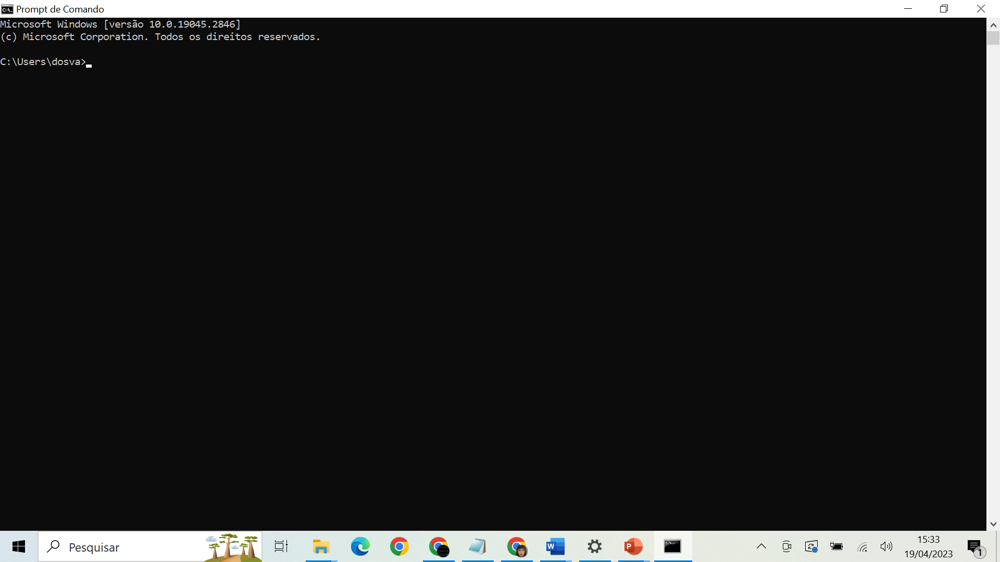 Prompt de Comando
Microsoft Windows [versão 10.0.19045.2846]
(c) Microsoft Corporation. Todos os direitos reservados.
C:\Users\dosva>
Pesquisar
15:33
19/04/2023
1